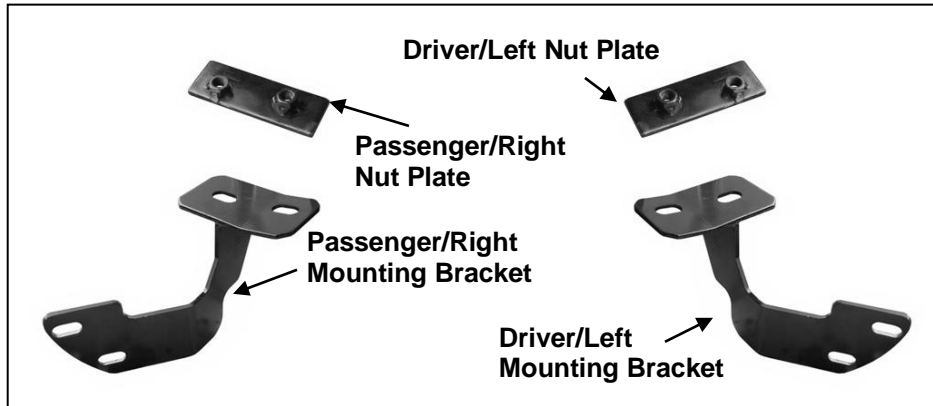 Driver/Left Nut Plate
Passenger/Right
Nut Plate
Passenger/Right
Mounting Bracket
Driver/Left
Mounting Bracket